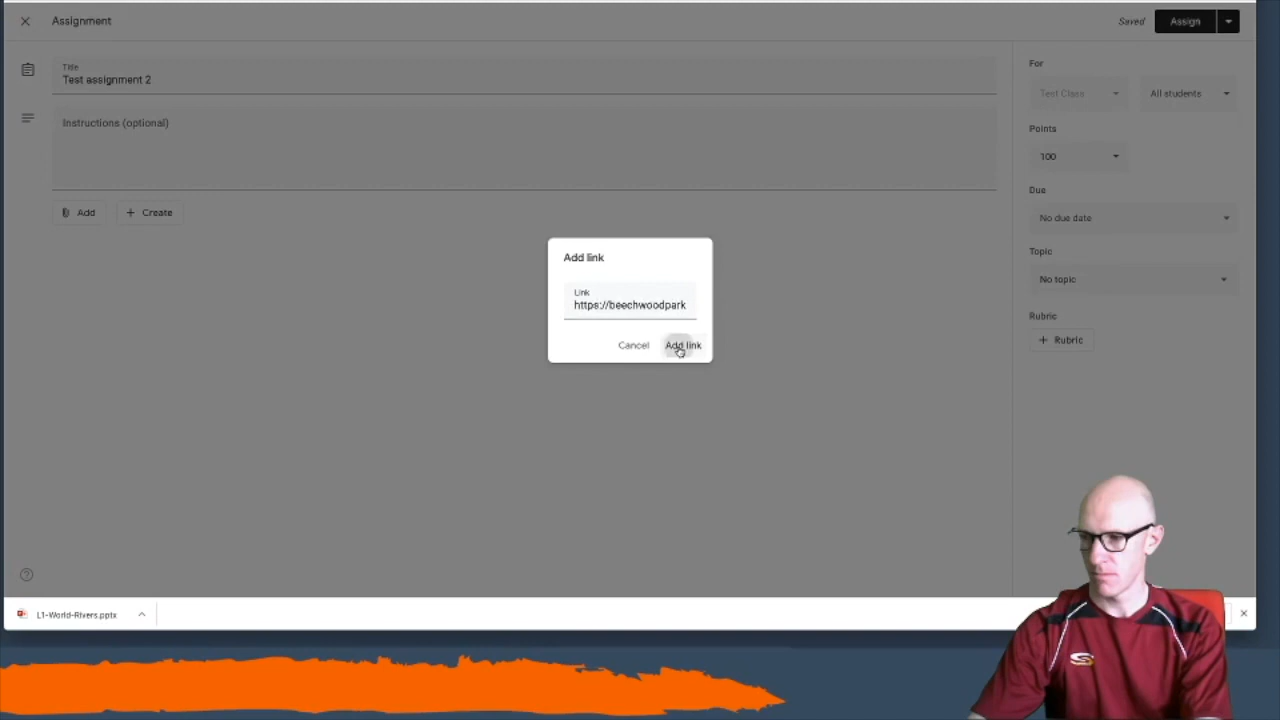 Assignment
Saved
Assign
Title
Test assignment 2
Instructions (optional)
Add
Create
For
Test Class
All students
Points
100
Due
No due date
Topic
No topic
Rubric
Rubric
Add link
Link
https://beechwoodpark
Cancel
Add link
L1-World-Rivers.pptx